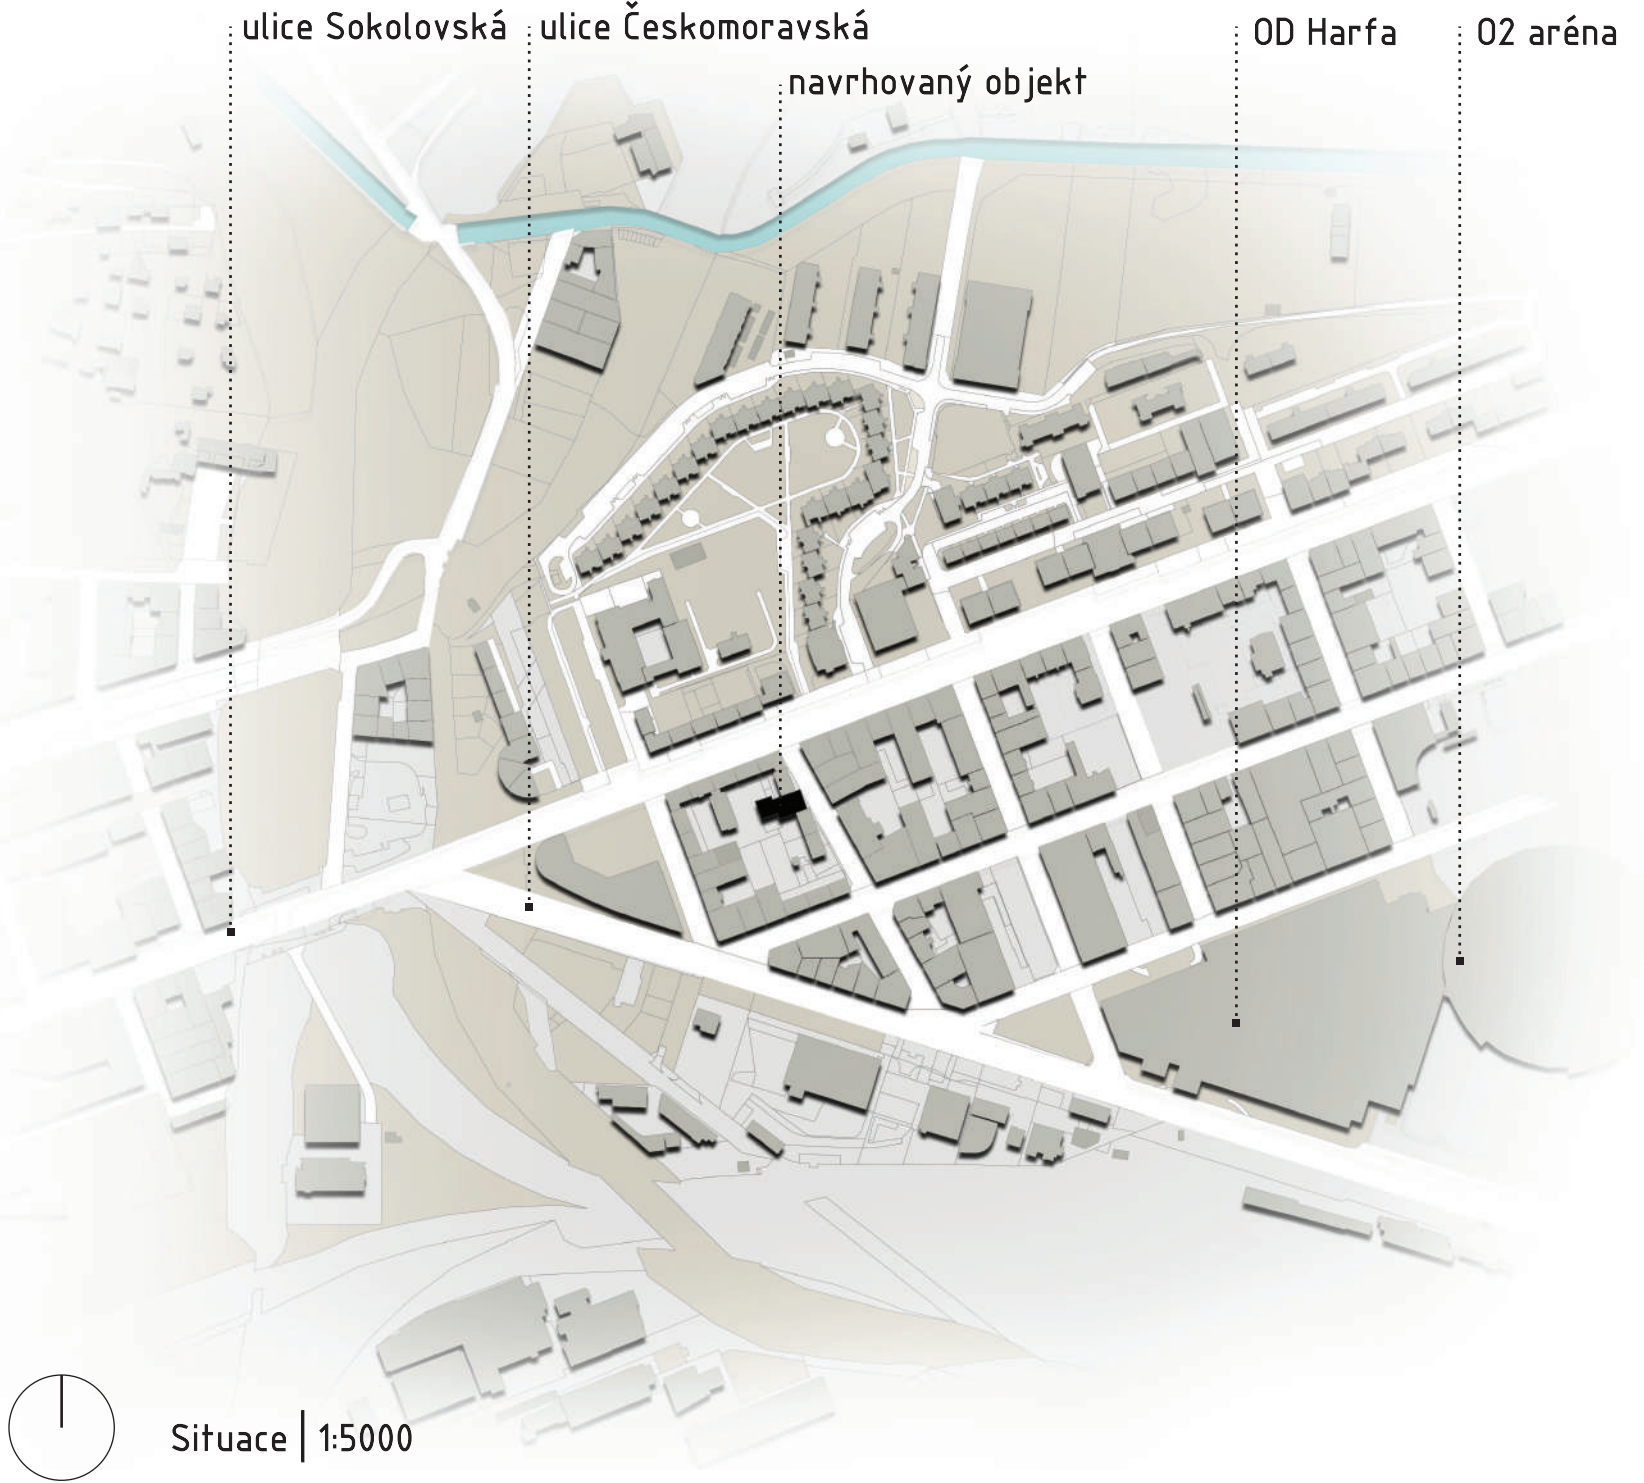 ulice Sokolovská
ulice Českomoravská
OD Harfa
O2 aréna
navrhovaný objekt
Situace | 1:5000